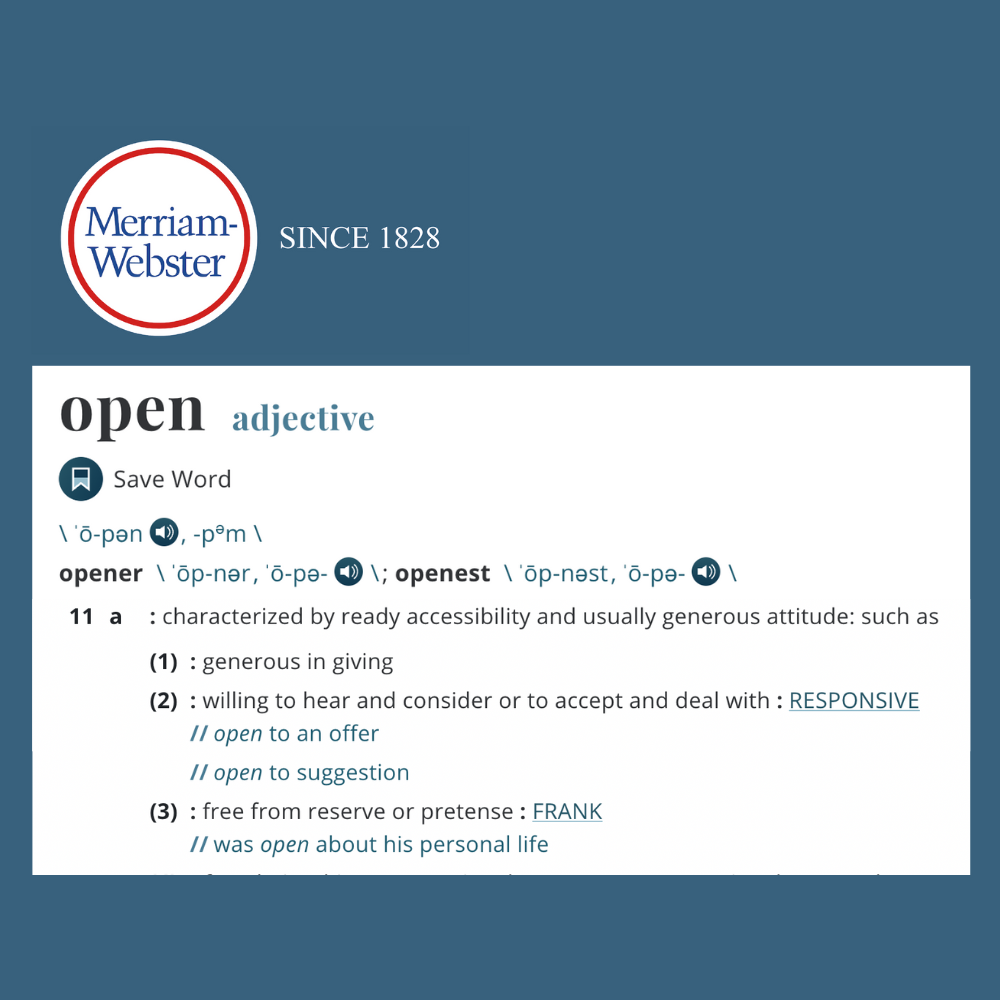 Merriam-
Webster
SINCE 1828
open adjective
Save Word
\ ˈō-pən , -pᵊm \
opener \ ˈōp-nər, ˈō-pə- \; openest \ ˈōp-nəst, ˈō-pə- \
11 a : characterized by ready accessibility and usually generous attitude: such as
(1) : generous in giving
(2) : willing to hear and consider or to accept and deal with : RESPONSIVE
// open to an offer
// open to suggestion
(3) : free from reserve or pretense : FRANK
// was open about his personal life